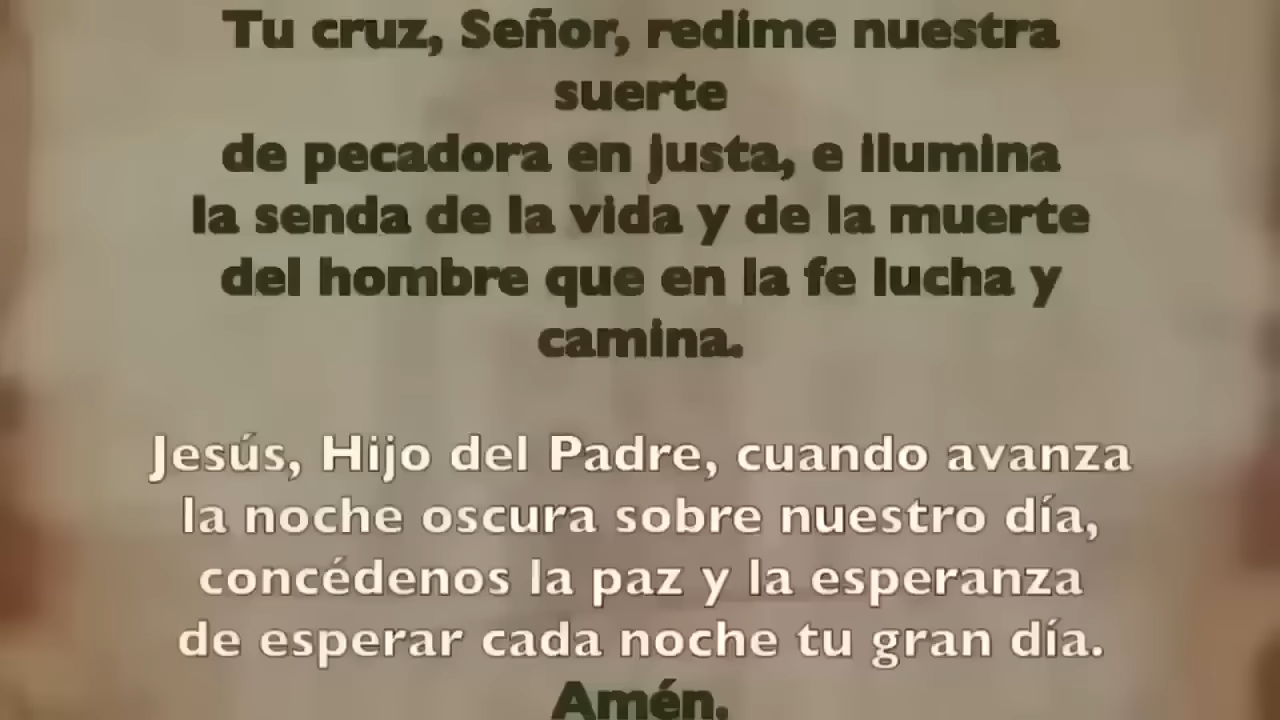 Tu cruz, Señor, redime nuestra
suerte
de pecadora en justa, e ilumina
la senda de la vida y de la muerte
del hombre que en la fe lucha y
camina.
Jesús, Hijo del Padre, cuando avanza
la noche oscura sobre nuestro día,
concédenos la paz y la esperanza
de esperar cada noche tu gran día.
Amén.